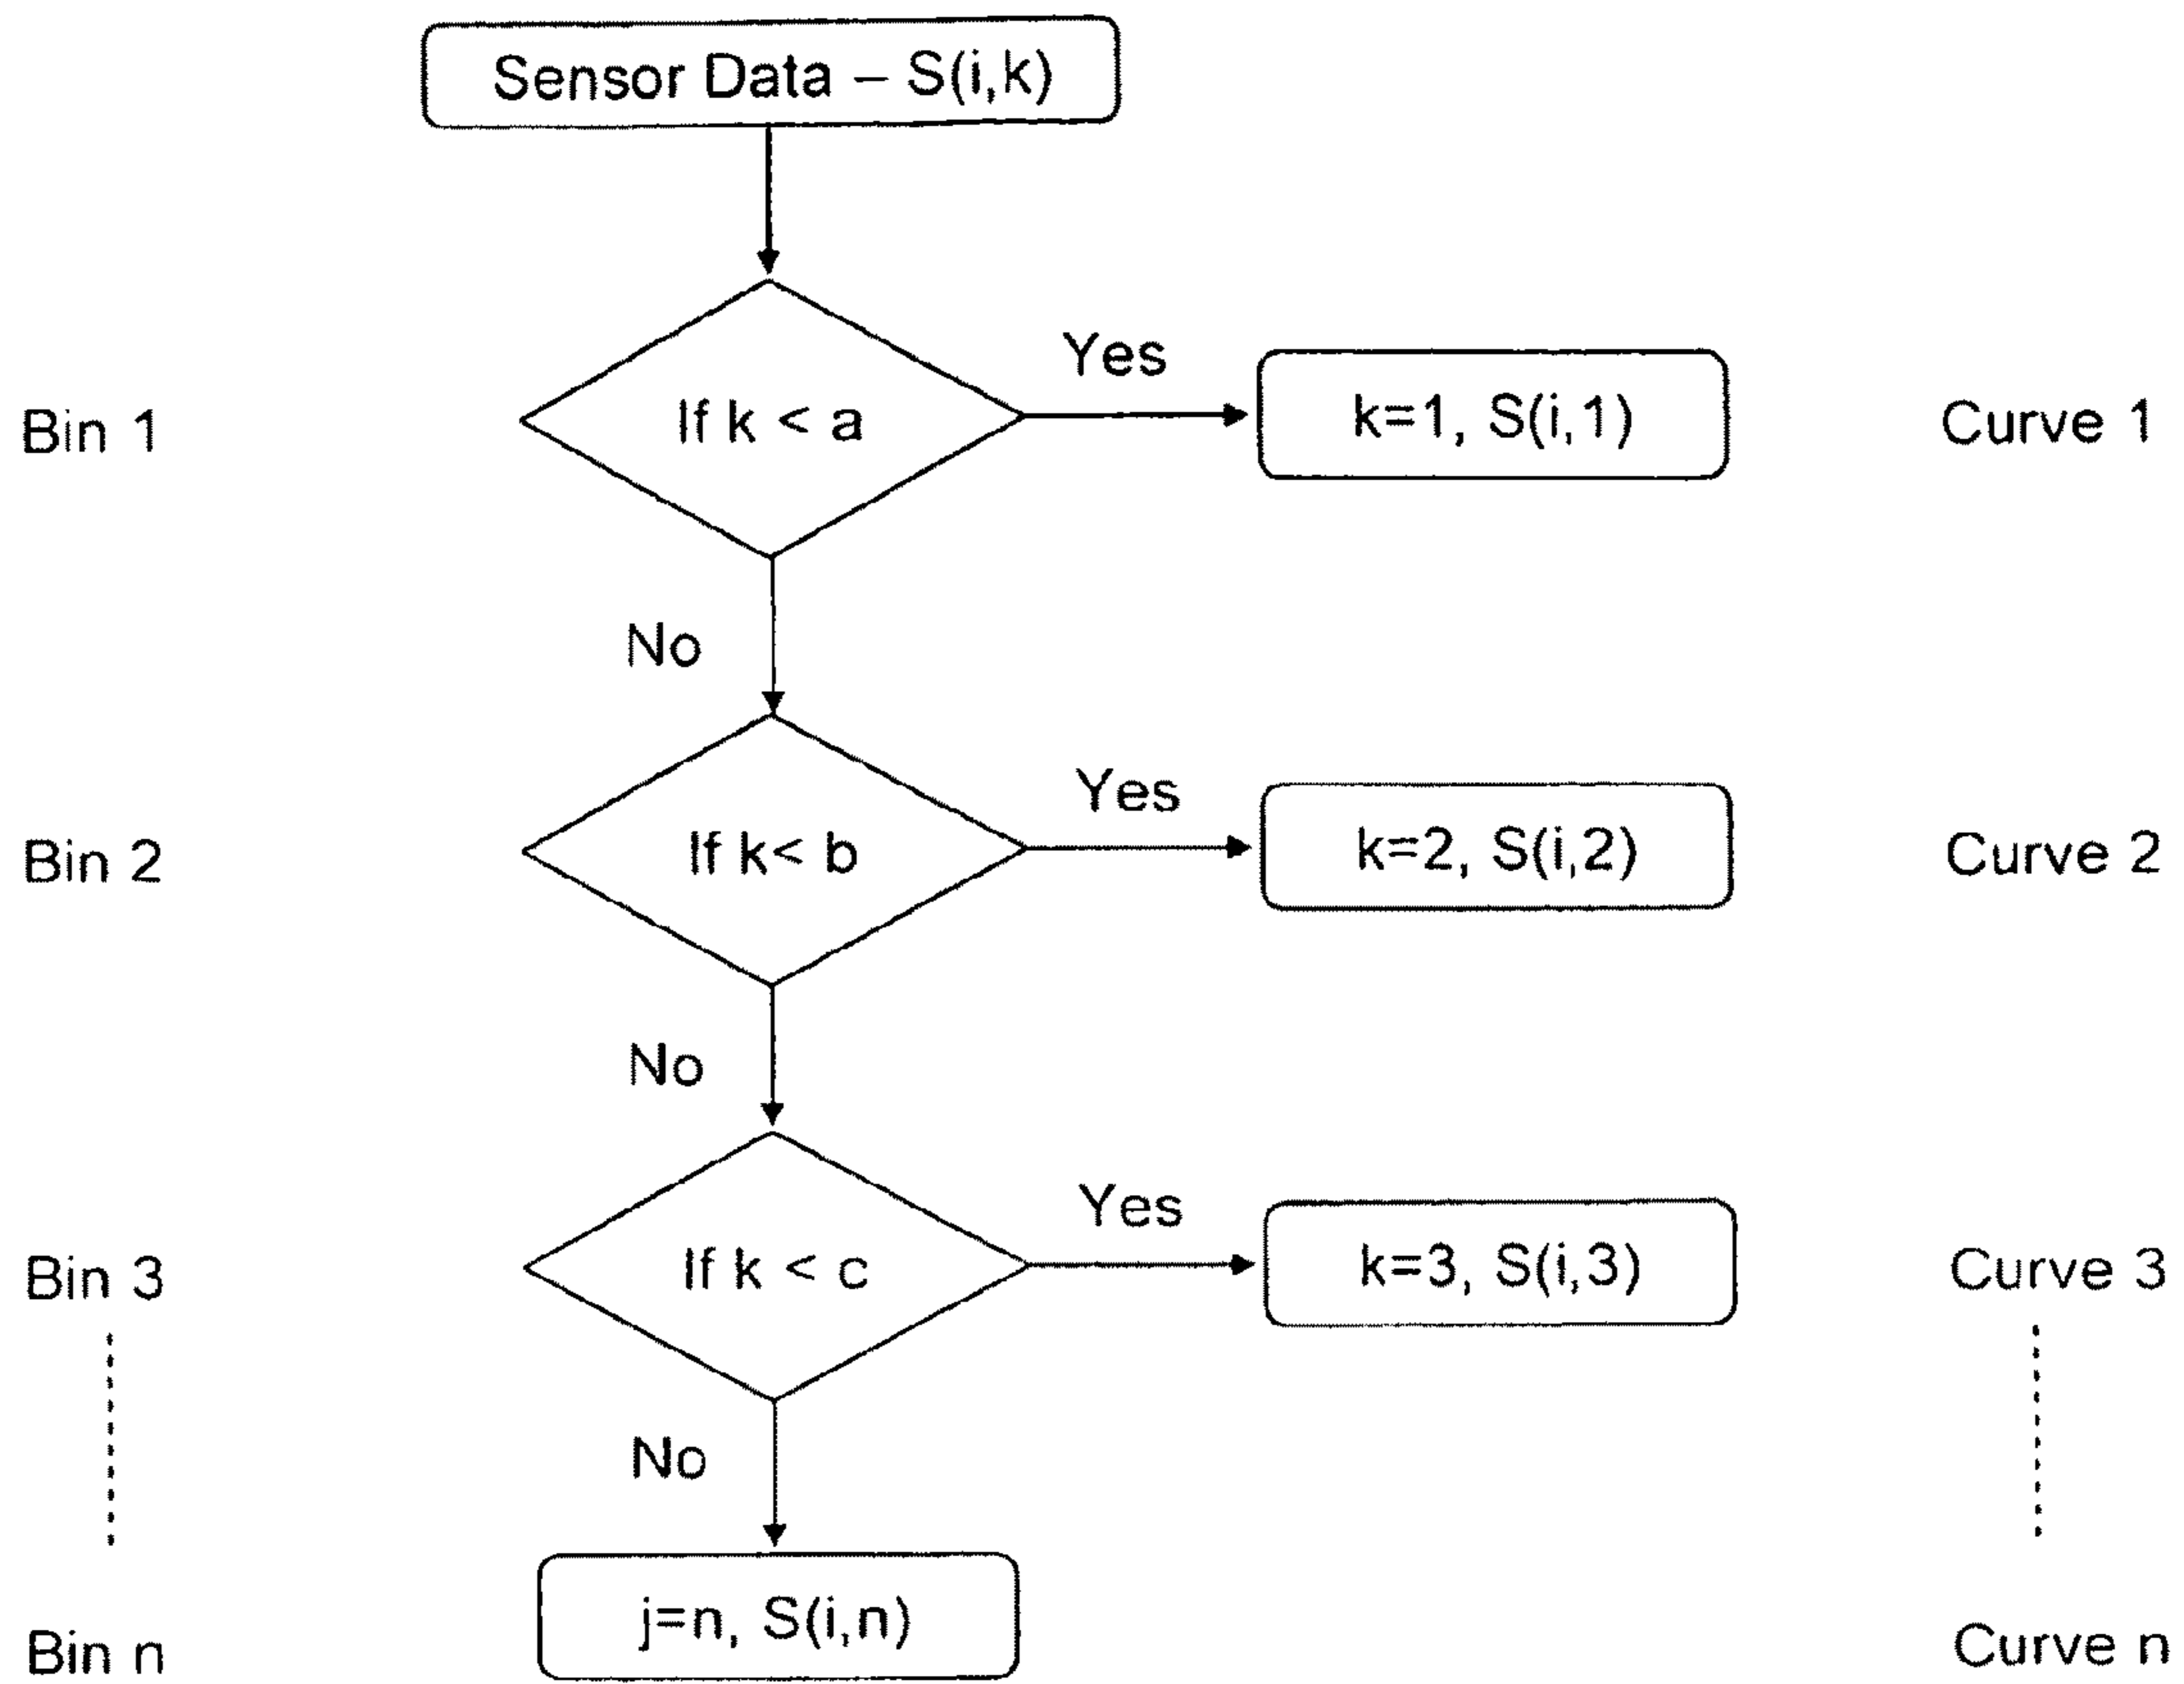 Sensor Data – S(i,k)
Yes
Bin 1
If k < a
k=1, S(i,1)
Curve 1
No
Yes
Bin 2
If k< b
k=2, S(i,2)
Curve 2
No
Yes
Bin 3
If k < c
k=3, S(i,3)
Curve 3
No
Bin n
j=n, S(i,n)
Curve n